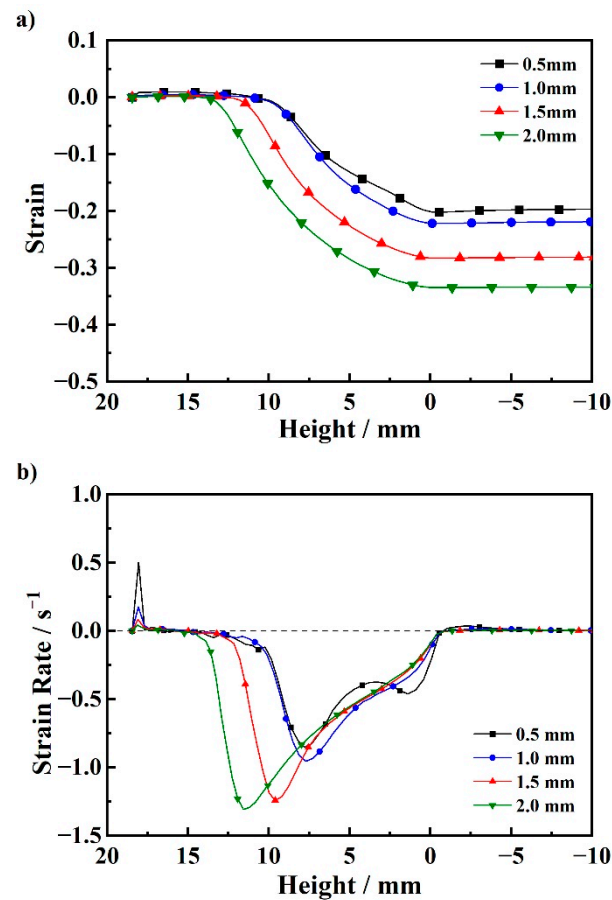 a)
0.1
0.0
−0.1
−0.2
−0.3
−0.4
−0.5
Strain
0.5mm
1.0mm
1.5mm
2.0mm
20 15 10 5 0 −5 −10
Height / mm
b)
1.0
0.5
0.0
−0.5
−1.0
−1.5
Strain Rate / s⁻¹
0.5 mm
1.0 mm
1.5 mm
2.0 mm
20 15 10 5 0 −5 −10
Height / mm